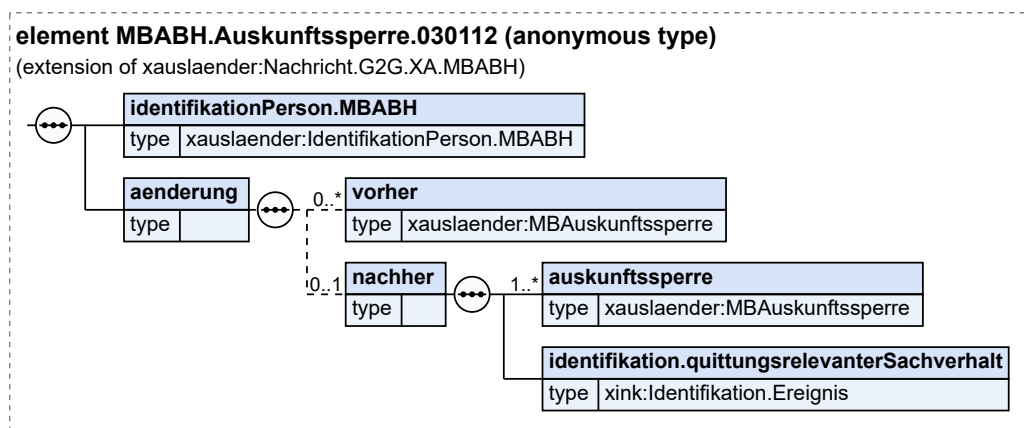 element MBABH.Auskunftssperre.030112 (anonymous type)
(extension of xauslaender:Nachricht.G2G.XA.MBABH)
identifikationPerson.MBABH
type xauslaender:IdentifikationPerson.MBABH
aenderung
type
0..* vorher
type xauslaender:MBAuskunftssperre
0..1 nachher
type
1..* auskunftssperre
type xauslaender:MBAuskunftssperre
identifikation.quittungsrelevanterSachverhalt
type xink:Identifikation.Ereignis